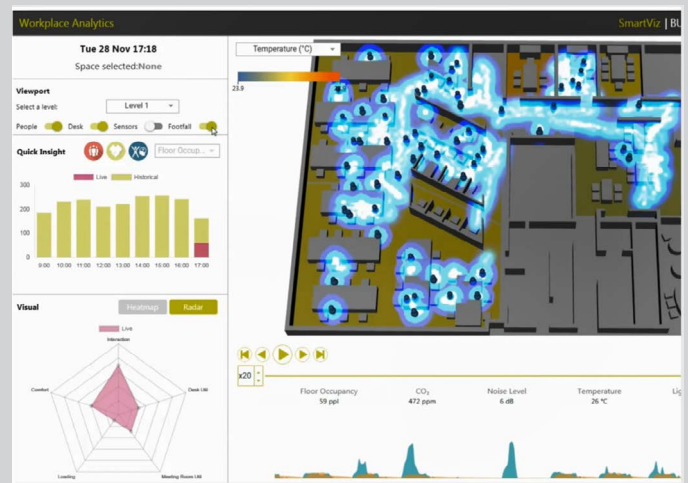 Workplace Analytics
SmartViz | BU
Tue 28 Nov 17:18
Space selected:None
Temperature (°C)
Viewport
Select a level:
Level 1
People
Desk
Sensors
Footfall
Quick Insight
Floor Occup...
Live
Historical
300
200
100
0
9:00 10:00 11:00 12:00 13:00 14:00 15:00 16:00 17:00
Visual
Heatmap
Radar
Live
Interaction
Comfort
Desk Util
Loading
Meeting Room Util
x20
Floor Occupancy
CO₂
Noise Level
Temperature
Lig
59 ppl
472 ppm
6 dB
26 °C